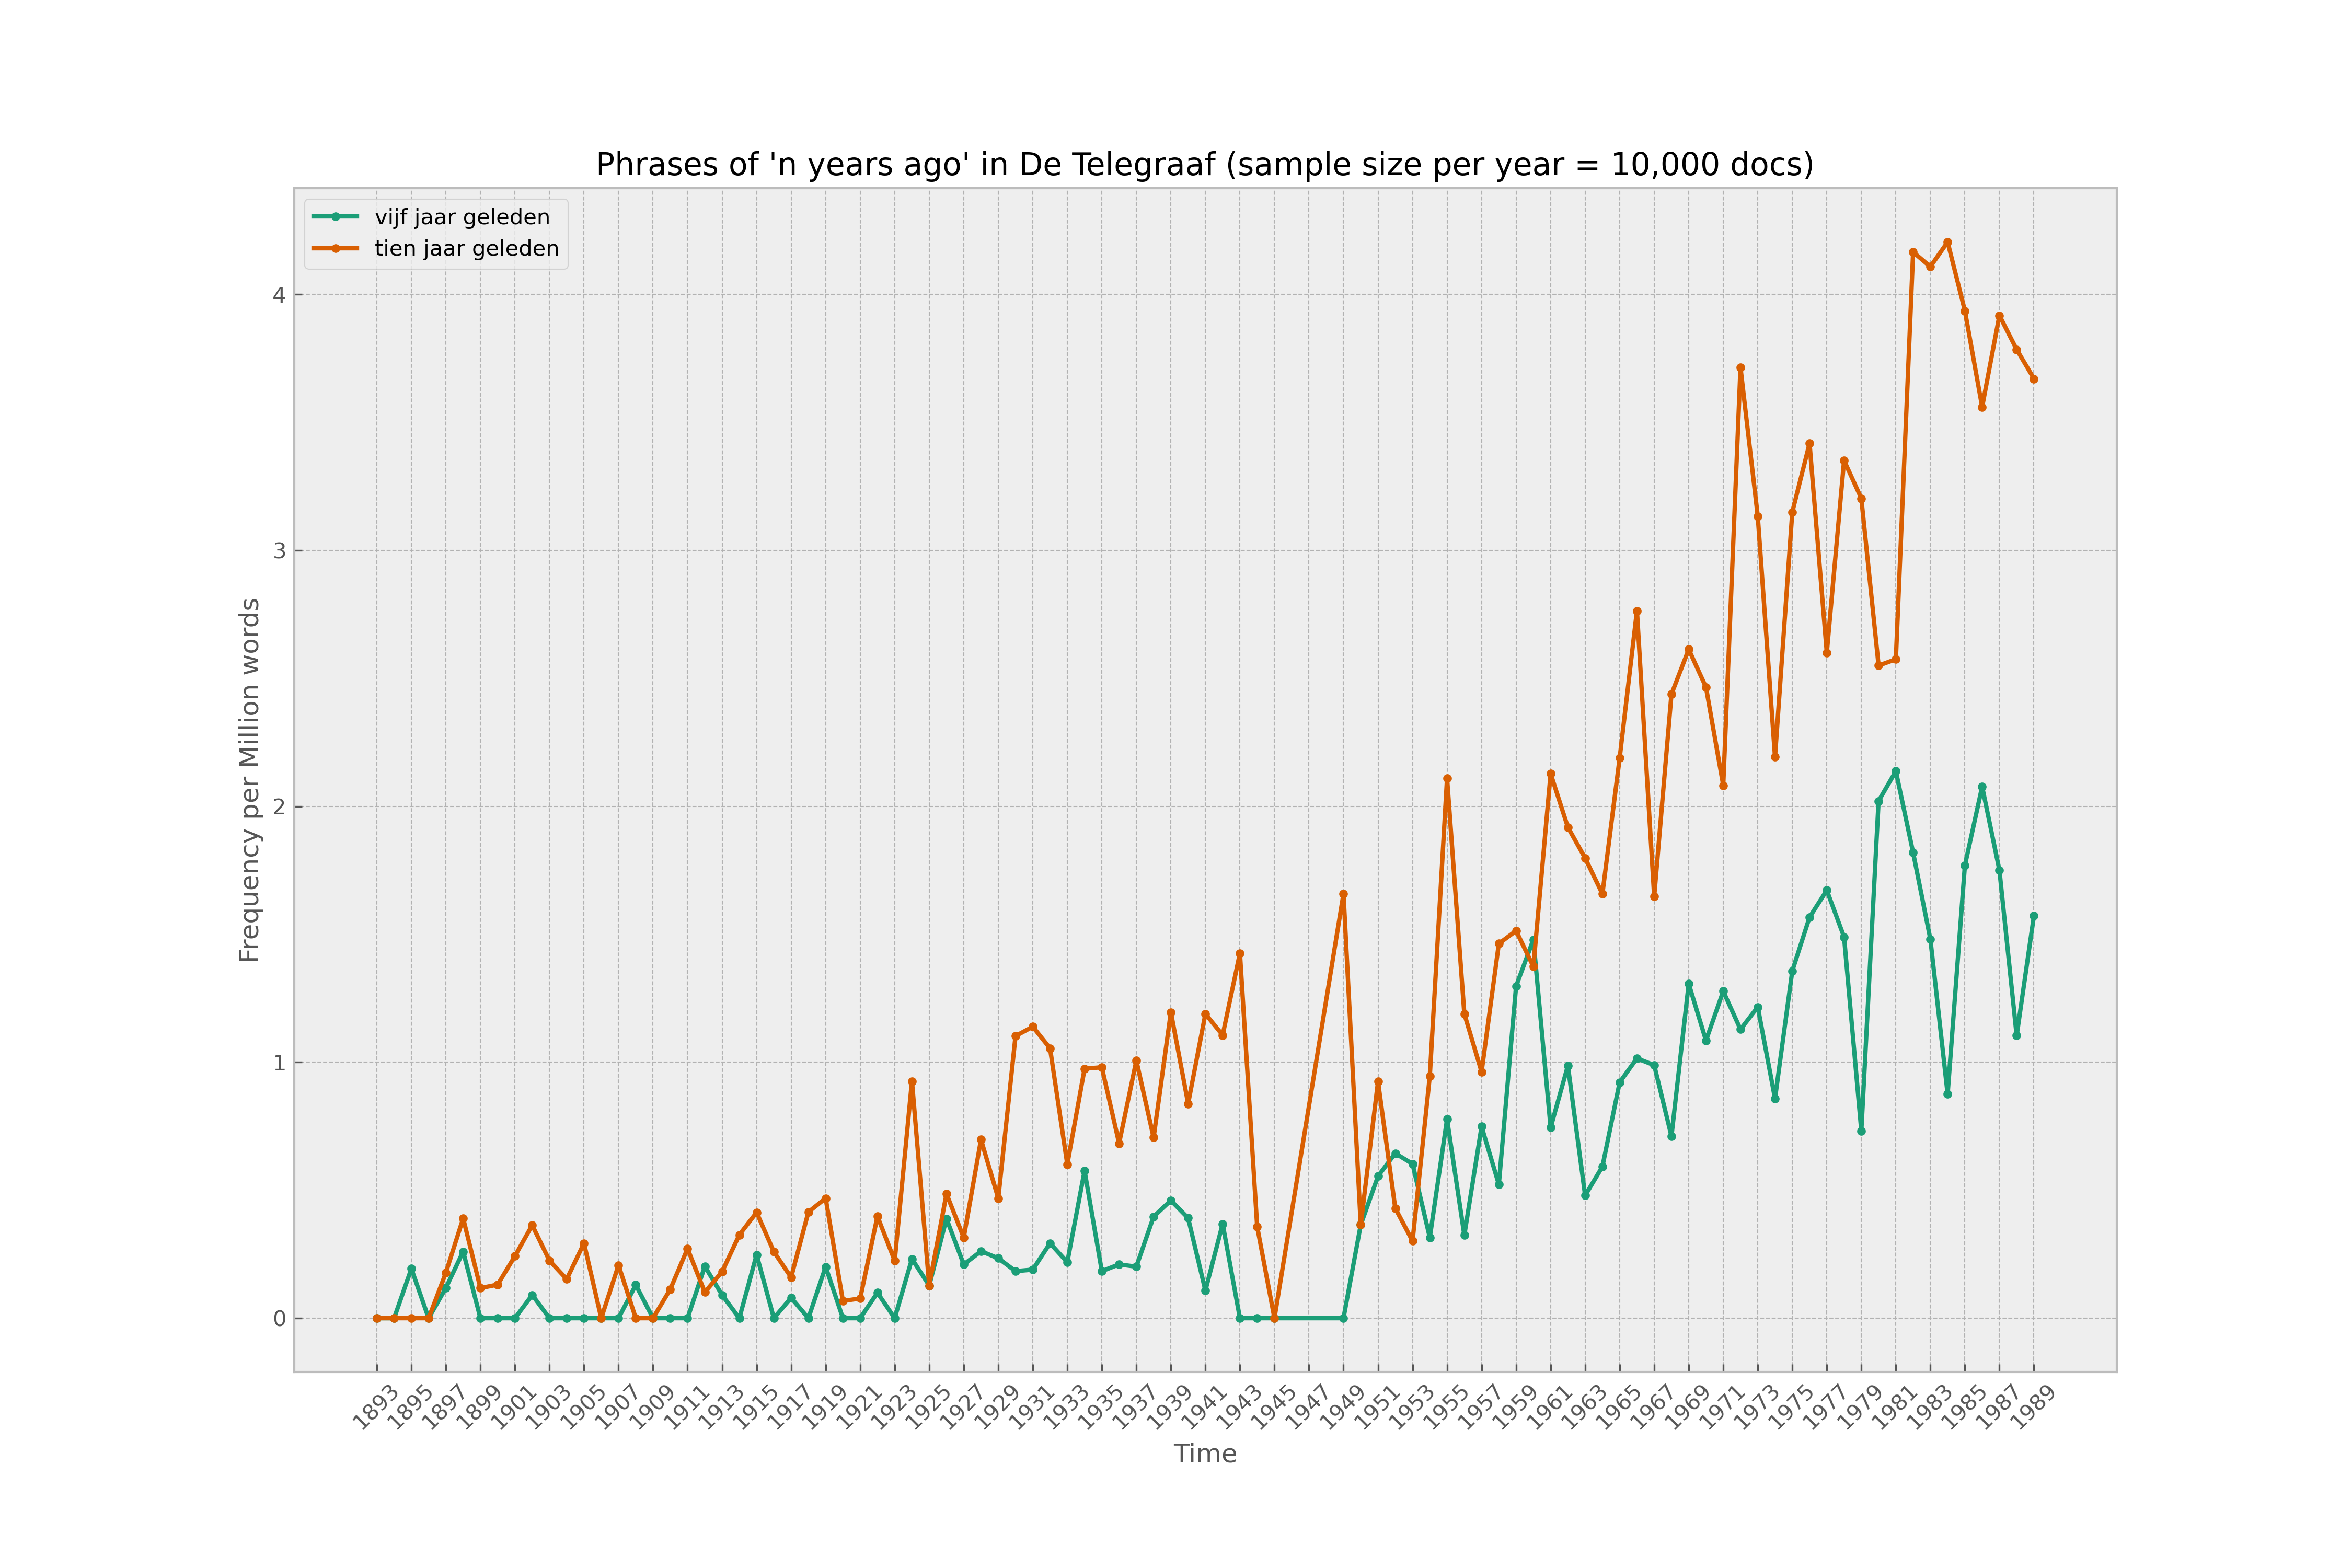 Phrases of 'n years ago' in De Telegraaf (sample size per year = 10,000 docs)
vijf jaar geleden
tien jaar geleden
4
3
2
1
0
Frequency per Million words
1893 1895 1897 1899 1901 1903 1905 1907 1909 1911 1913 1915 1917 1919 1921 1923 1925 1927 1929 1931 1933 1935 1937 1939 1941 1943 1945 1947 1949 1951 1953 1955 1957 1959 1961 1963 1965 1967 1969 1971 1973 1975 1977 1979 1981 1983 1985 1987 1989
Time